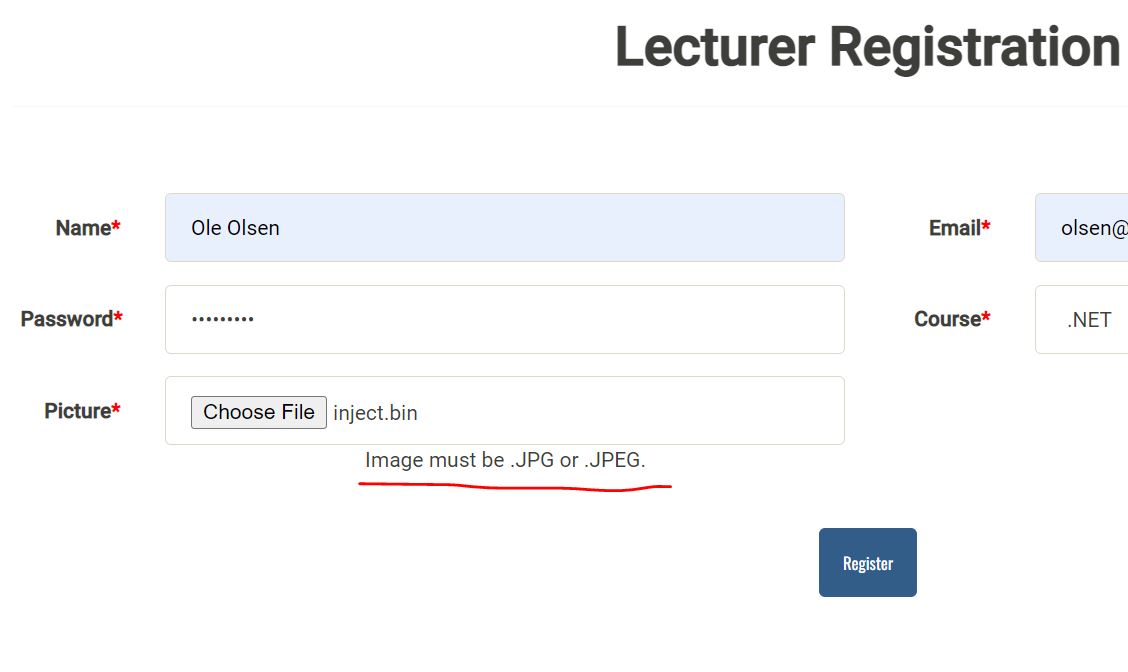 Lecturer Registration
Name*
Ole Olsen
Email*
olsen@
Password*
•••••••••
Course*
.NET
Picture*
Choose File inject.bin
Image must be .JPG or .JPEG.
Register